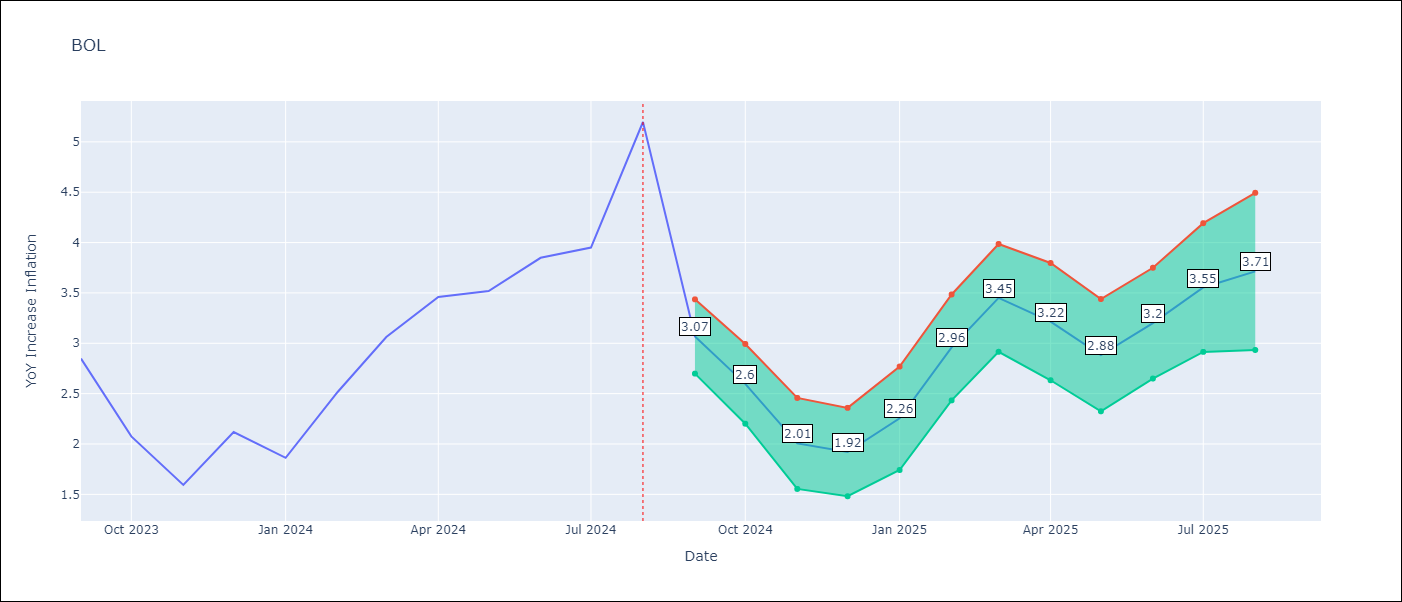 BOL
YoY Increase Inflation
5
4.5
4
3.5
3
2.5
2
1.5
3.07
2.6
2.01
1.92
2.26
2.96
3.45
3.22
2.88
3.2
3.55
3.71
Oct 2023
Jan 2024
Apr 2024
Jul 2024
Oct 2024
Jan 2025
Apr 2025
Jul 2025
Date